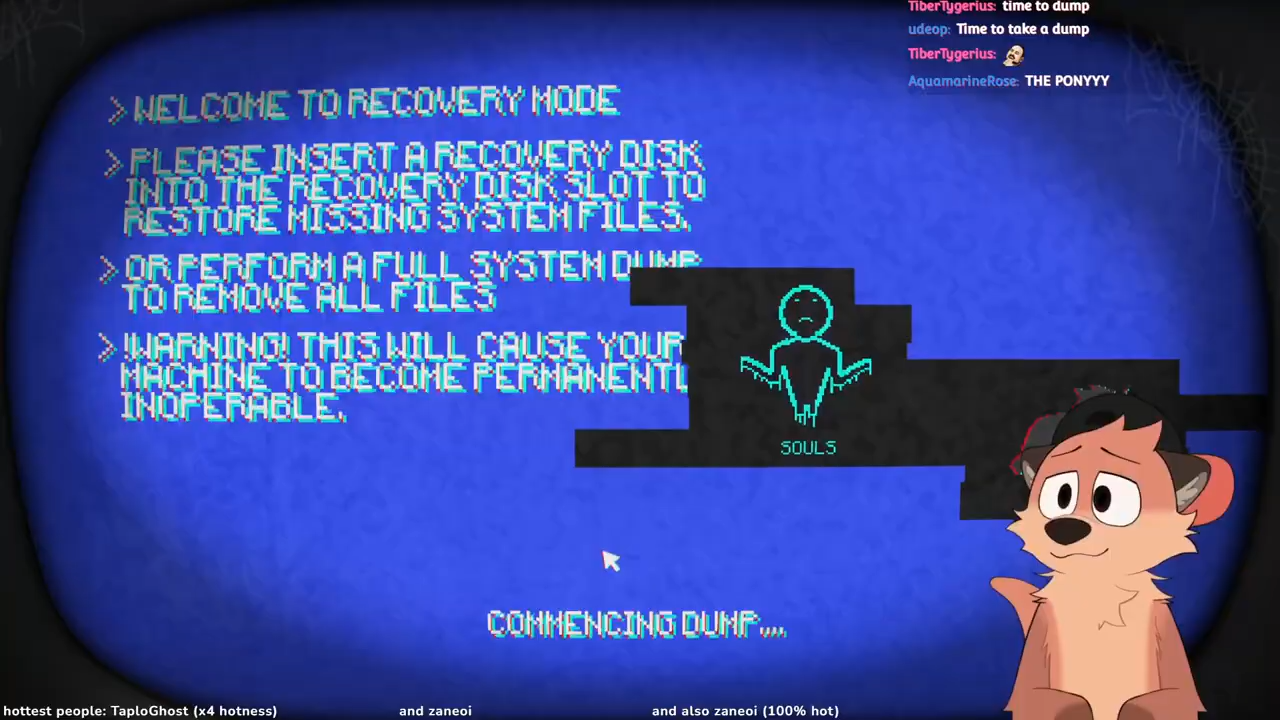 TiberTygerius: time to dump
udeop: Time to take a dump
TiberTygerius:
AquamarineRose: THE PONYYY
> WELCOME TO RECOVERY MODE
> PLEASE INSERT A RECOVERY DISK
INTO THE RECOVERY DISK SLOT TO
RESTORE MISSING SYSTEM FILES.
> OR PERFORM A FULL SYSTEM DUMP
TO REMOVE ALL FILES
> !WARNING! THIS WILL CAUSE YOUR
MACHINE TO BECOME PERMANENTL
INOPERABLE.
SOULS
COMMENCING DUMP....
hottest people: TaploGhost (x4 hotness) and zaneoi and also zaneoi (100% hot)